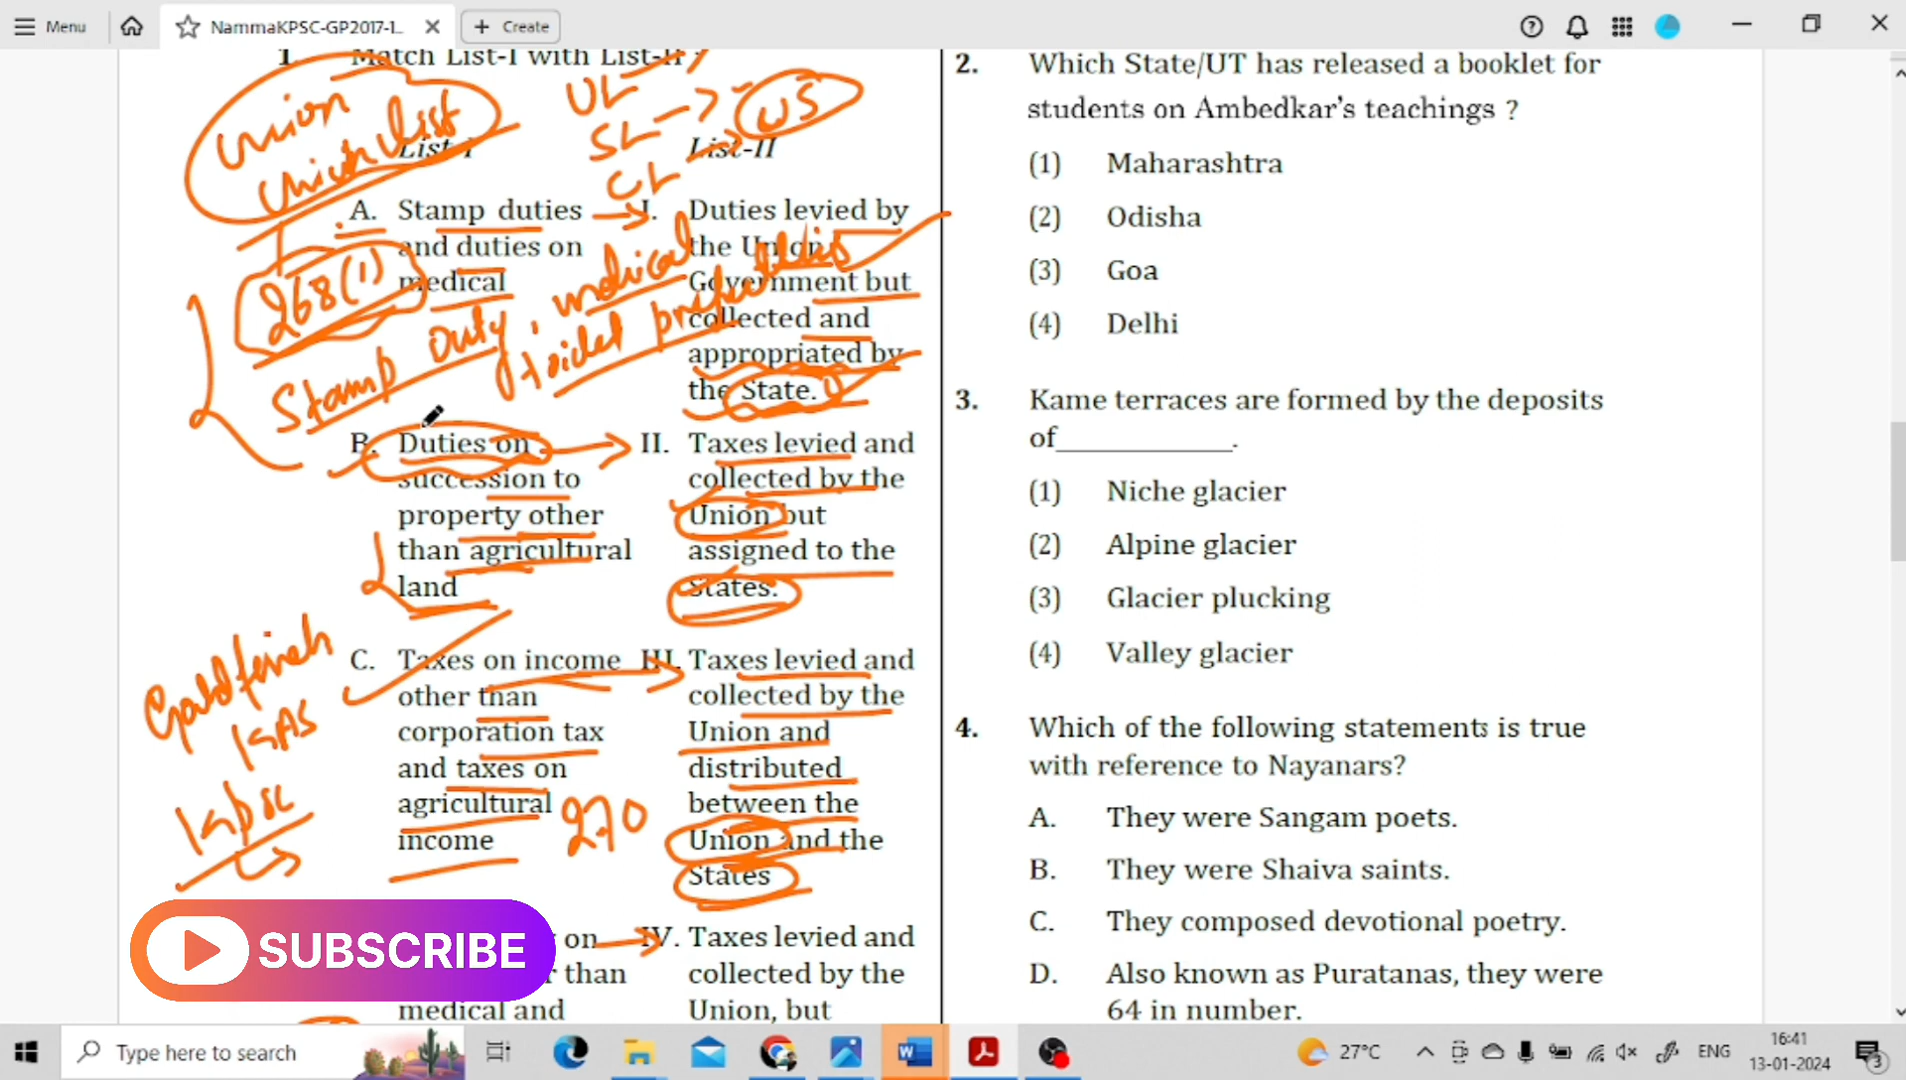 Menu
NammaKPSC-GP2017-1...
Create
1. Match List-I with List-II :
List-I
List-II
A. Stamp duties and duties on medical
I. Duties levied by the Union Government but collected and appropriated by the State.
B. Duties on succession to property other than agricultural land
II. Taxes levied and collected by the Union but assigned to the States.
C. Taxes on income other than corporation tax and taxes on agricultural income
III. Taxes levied and collected by the Union and distributed between the Union and the States
on
than
medical and
IV. Taxes levied and collected by the Union, but
Union
list
UL
SL
CL
WS
268(1)
Stamp Duty, medical
toilet
Goldfinch
KAS
KPSC
270
SUBSCRIBE
2. Which State/UT has released a booklet for
students on Ambedkar's teachings ?
(1) Maharashtra
(2) Odisha
(3) Goa
(4) Delhi
3. Kame terraces are formed by the deposits
of____________.
(1) Niche glacier
(2) Alpine glacier
(3) Glacier plucking
(4) Valley glacier
4. Which of the following statements is true
with reference to Nayanars?
A. They were Sangam poets.
B. They were Shaiva saints.
C. They composed devotional poetry.
D. Also known as Puratanas, they were
64 in number.
Type here to search
27°C
ENG
16:41
13-01-2024
3